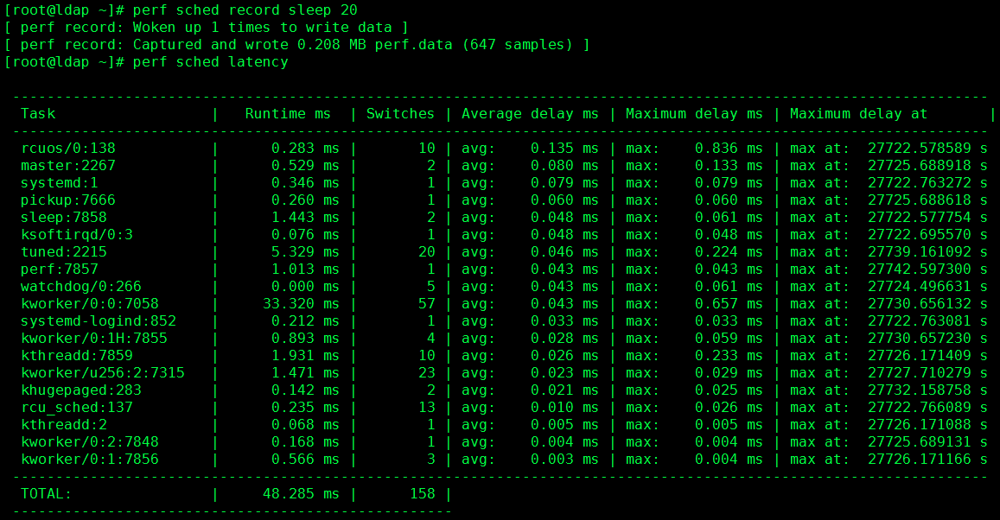 [root@ldap ~]# perf sched record sleep 20
[ perf record: Woken up 1 times to write data ]
[ perf record: Captured and wrote 0.208 MB perf.data (647 samples) ]
[root@ldap ~]# perf sched latency
-----------------------------------------------------------------------------------------------------------------
Task                  |   Runtime ms  | Switches | Average delay ms | Maximum delay ms | Maximum delay at       |
-----------------------------------------------------------------------------------------------------------------
rcuos/0:138           |      0.283 ms |       10 | avg:    0.135 ms | max:    0.836 ms | max at:  27722.578589 s
master:2267           |      0.529 ms |        2 | avg:    0.080 ms | max:    0.133 ms | max at:  27725.688918 s
systemd:1             |      0.346 ms |        1 | avg:    0.079 ms | max:    0.079 ms | max at:  27722.763272 s
pickup:7666           |      0.260 ms |        1 | avg:    0.060 ms | max:    0.060 ms | max at:  27725.688618 s
sleep:7858            |      1.443 ms |        2 | avg:    0.048 ms | max:    0.061 ms | max at:  27722.577754 s
ksoftirqd/0:3         |      0.076 ms |        1 | avg:    0.048 ms | max:    0.048 ms | max at:  27722.695570 s
tuned:2215            |      5.329 ms |       20 | avg:    0.046 ms | max:    0.224 ms | max at:  27739.161092 s
perf:7857             |      1.013 ms |        1 | avg:    0.043 ms | max:    0.043 ms | max at:  27742.597300 s
watchdog/0:266        |      0.000 ms |        5 | avg:    0.043 ms | max:    0.061 ms | max at:  27724.496631 s
kworker/0:0:7058      |     33.320 ms |       57 | avg:    0.043 ms | max:    0.657 ms | max at:  27730.656132 s
systemd-logind:852    |      0.212 ms |        1 | avg:    0.033 ms | max:    0.033 ms | max at:  27722.763081 s
kworker/0:1H:7855     |      0.893 ms |        4 | avg:    0.028 ms | max:    0.059 ms | max at:  27730.657230 s
kthreadd:7859         |      1.931 ms |       10 | avg:    0.026 ms | max:    0.233 ms | max at:  27726.171409 s
kworker/u256:2:7315   |      1.471 ms |       23 | avg:    0.023 ms | max:    0.029 ms | max at:  27727.710279 s
khugepaged:283        |      0.142 ms |        2 | avg:    0.021 ms | max:    0.025 ms | max at:  27732.158758 s
rcu_sched:137         |      0.235 ms |       13 | avg:    0.010 ms | max:    0.026 ms | max at:  27722.766089 s
kthreadd:2            |      0.068 ms |        1 | avg:    0.005 ms | max:    0.005 ms | max at:  27726.171088 s
kworker/0:2:7848      |      0.168 ms |        1 | avg:    0.004 ms | max:    0.004 ms | max at:  27725.689131 s
kworker/0:1:7856      |      0.566 ms |        3 | avg:    0.003 ms | max:    0.004 ms | max at:  27726.171166 s
-----------------------------------------------------------------------------------------------------------------
TOTAL:                |     48.285 ms |      158 |
---------------------------------------------------